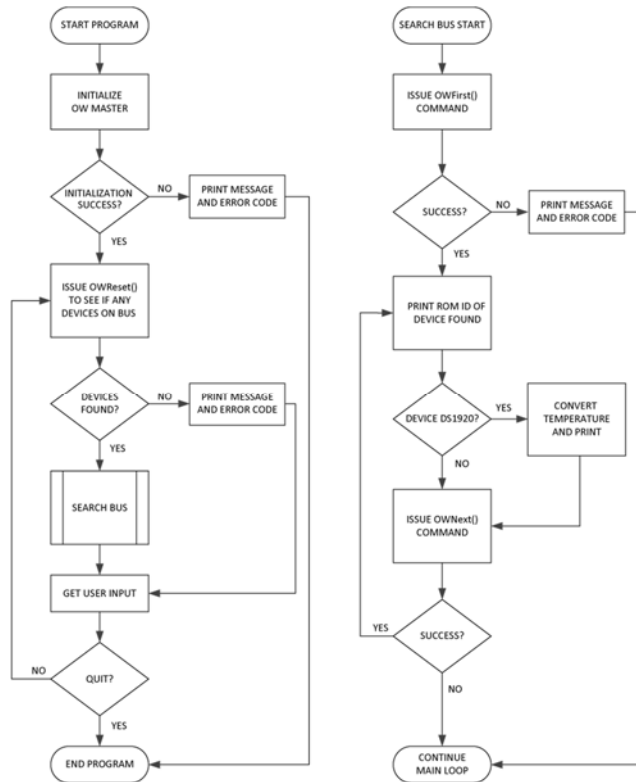 START PROGRAM
INITIALIZE
OW MASTER
INITIALIZATION
SUCCESS?
NO
PRINT MESSAGE
AND ERROR CODE
YES
ISSUE OWReset()
TO SEE IF ANY
DEVICES ON BUS
DEVICES
FOUND?
NO
PRINT MESSAGE
AND ERROR CODE
YES
SEARCH BUS
GET USER INPUT
NO
QUIT?
YES
END PROGRAM
SEARCH BUS START
ISSUE OWFirst()
COMMAND
SUCCESS?
NO
PRINT MESSAGE
AND ERROR CODE
YES
PRINT ROM ID OF
DEVICE FOUND
DEVICE DS1920?
YES
CONVERT
TEMPERATURE
AND PRINT
NO
ISSUE OWNext()
COMMAND
YES
SUCCESS?
NO
CONTINUE
MAIN LOOP